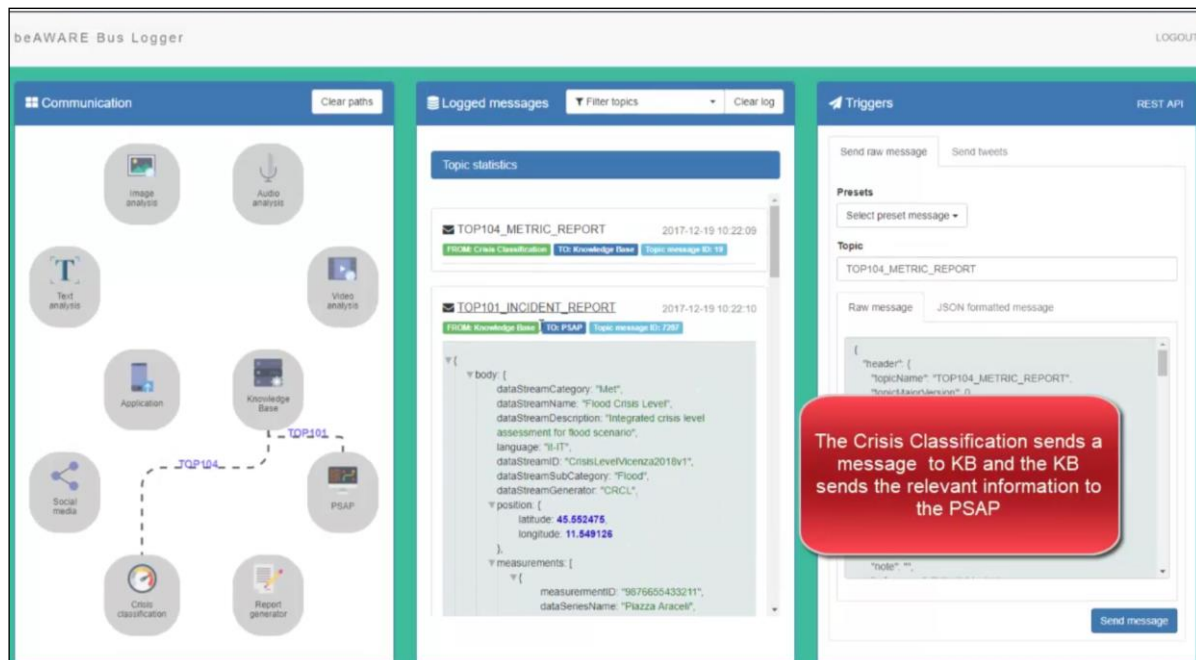 beAWARE Bus Logger
LOGOUT
Communication
Clear paths
Image
analysis
Audio
analysis
Text
analysis
Video
analysis
Application
Knowledge
Base
TOP101
TOP104
Social
media
PSAP
Crisis
classification
Report
generator
Logged messages
Filter topics
Clear log
Topic statistics
TOP104_METRIC_REPORT 2017-12-19 10:22:09
FROM: Crisis Classification TO: Knowledge Base Topic message ID: 19
TOP101_INCIDENT_REPORT 2017-12-19 10:22:10
FROM: Knowledge Base TO: PSAP Topic message ID: 7267
{
body: {
dataStreamCategory: "Met",
dataStreamName: "Flood Crisis Level",
dataStreamDescription: "Integrated crisis level
assessment for flood scenario",
language: "it-IT",
dataStreamID: "CrisisLevelVicenza2018v1",
dataStreamSubCategory: "Flood",
dataStreamGenerator: "CRCL",
position: {
latitude: 45.552475,
longitude: 11.549126
},
measurements: [
{
measurermentID: "9876655433211",
dataSeriesName: "Piazza Araceli",
Triggers
REST API
Send raw message Send tweets
Presets
Select preset message
Topic
TOP104_METRIC_REPORT
Raw message JSON formatted message
{
"header": {
"topicName": "TOP104_METRIC_REPORT",
"topicMajorVersion": 0,
The Crisis Classification sends a
message to KB and the KB
sends the relevant information to
the PSAP
"note": "",
Send message